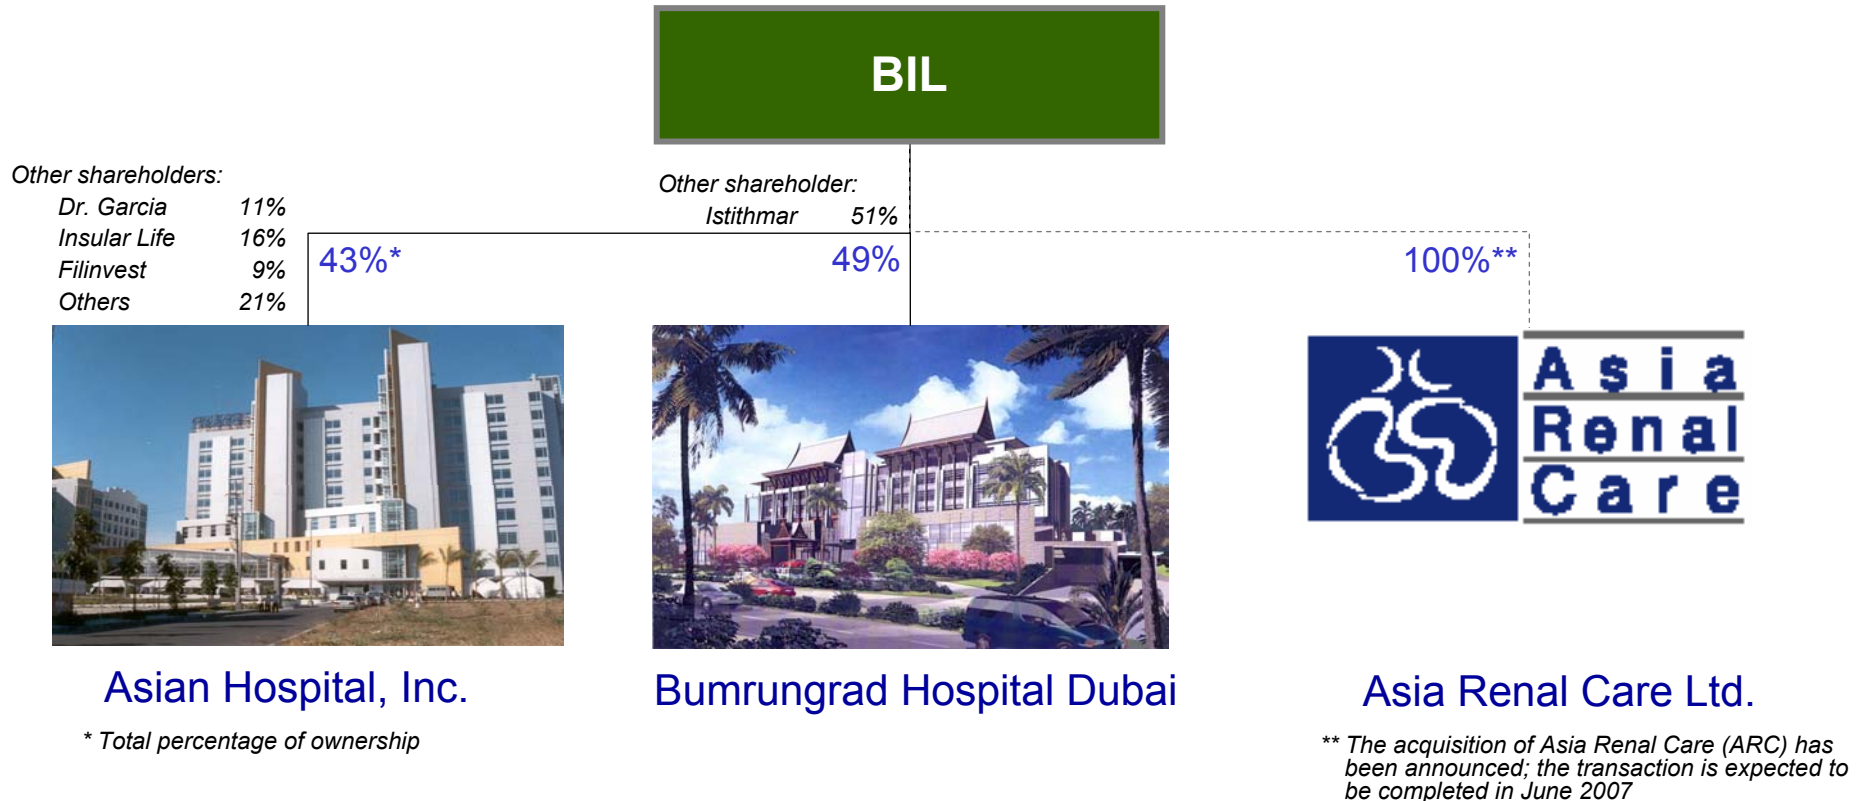 BIL
Other shareholders:
Dr. Garcia 11%
Insular Life 16%
Filinvest 9%
Others 21%
Other shareholder:
Istithmar 51%
43%*
49%
100%**
Asia
Renal
Care
Asian Hospital, Inc.
* Total percentage of ownership
Bumrungrad Hospital Dubai
Asia Renal Care Ltd.
** The acquisition of Asia Renal Care (ARC) has
been announced; the transaction is expected to
be completed in June 2007